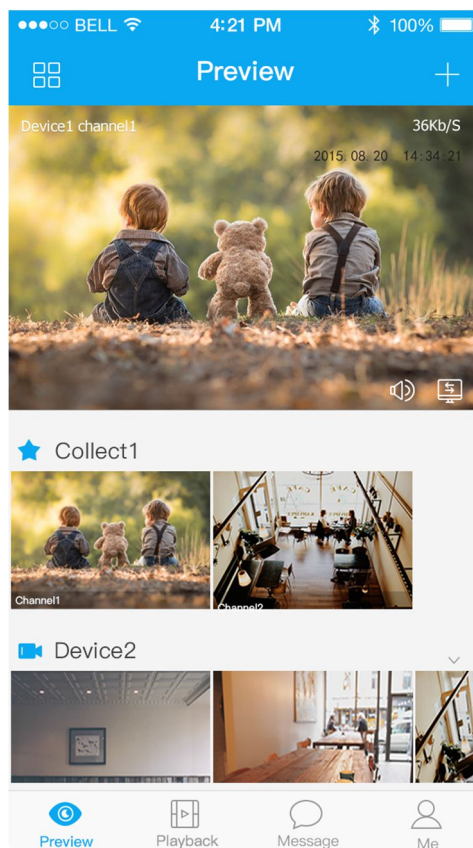 BELL 4:21 PM 100%
Preview
Device1 channel1 36Kb/S
2015. 08. 20 14:34:21
Collect1
Channel1 Channel2
Device2
Preview Playback Message Me